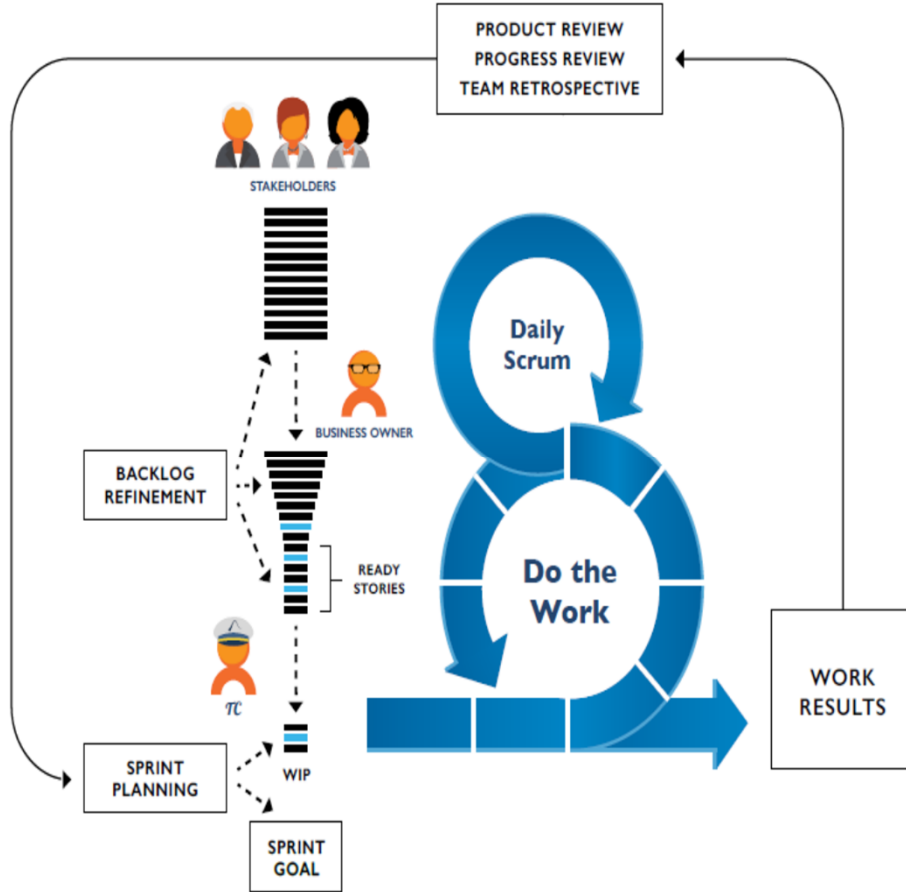 PRODUCT REVIEW
PROGRESS REVIEW
TEAM RETROSPECTIVE
STAKEHOLDERS
Daily
Scrum
BUSINESS OWNER
BACKLOG
REFINEMENT
READY
STORIES
Do the
Work
TC
WORK
RESULTS
SPRINT
PLANNING
WIP
SPRINT
GOAL